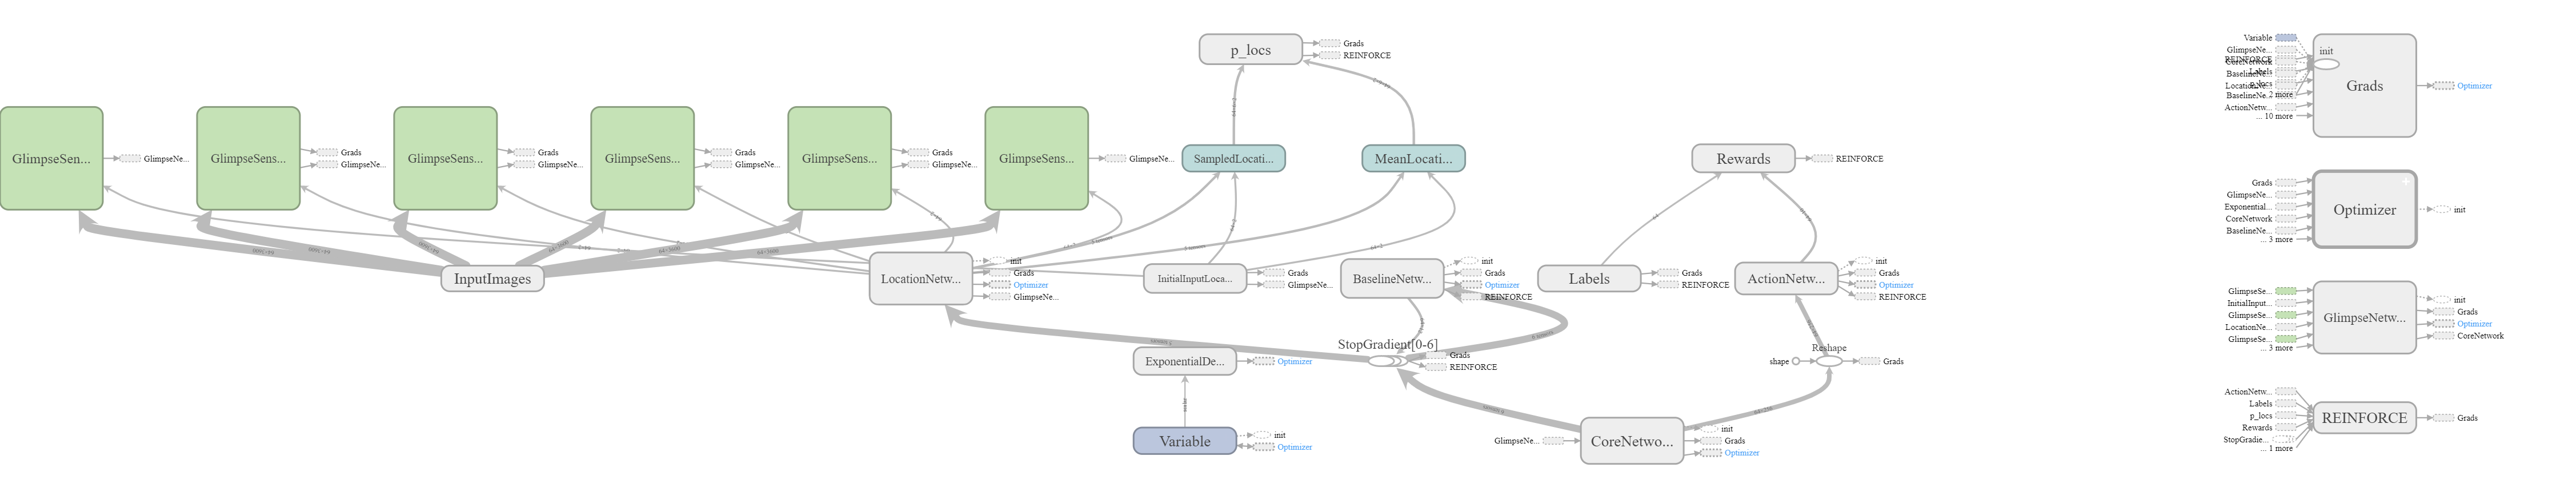 p_locs
Grads
REINFORCE
GlimpseSen...
GlimpseNe...
GlimpseSens...
Grads
GlimpseNe...
GlimpseSens...
Grads
GlimpseNe...
GlimpseSens...
Grads
GlimpseNe...
GlimpseSens...
Grads
GlimpseNe...
GlimpseSens...
GlimpseNe...
SampledLocati...
MeanLocati...
Rewards
REINFORCE
InputImages
LocationNetw...
init
Grads
Optimizer
GlimpseNe...
InitialInputLoca...
Grads
GlimpseNe...
BaselineNetw...
init
Grads
Optimizer
REINFORCE
Labels
Grads
REINFORCE
ActionNetw...
init
Grads
Optimizer
REINFORCE
ExponentialDe...
Optimizer
StopGradient[0-6]
Grads
REINFORCE
Reshape
shape
Grads
Variable
init
Optimizer
GlimpseNe...
CoreNetwo...
init
Grads
Optimizer
Variable
GlimpseNe...
REINFORCE
CoreNetwork
Labels
BaselineNe...
p_locs
LocationNe...
BaselineNe...
... 2 more
ActionNetw...
... 10 more
init
Grads
Optimizer
Grads
GlimpseNe...
Exponential...
CoreNetwork
BaselineNe...
... 3 more
Optimizer
init
GlimpseSe...
InitialInput...
GlimpseSe...
LocationNe...
GlimpseSe...
... 3 more
GlimpseNetw...
init
Grads
Optimizer
CoreNetwork
ActionNetw...
Labels
p_locs
Rewards
StopGradie...
... 1 more
REINFORCE
Grads